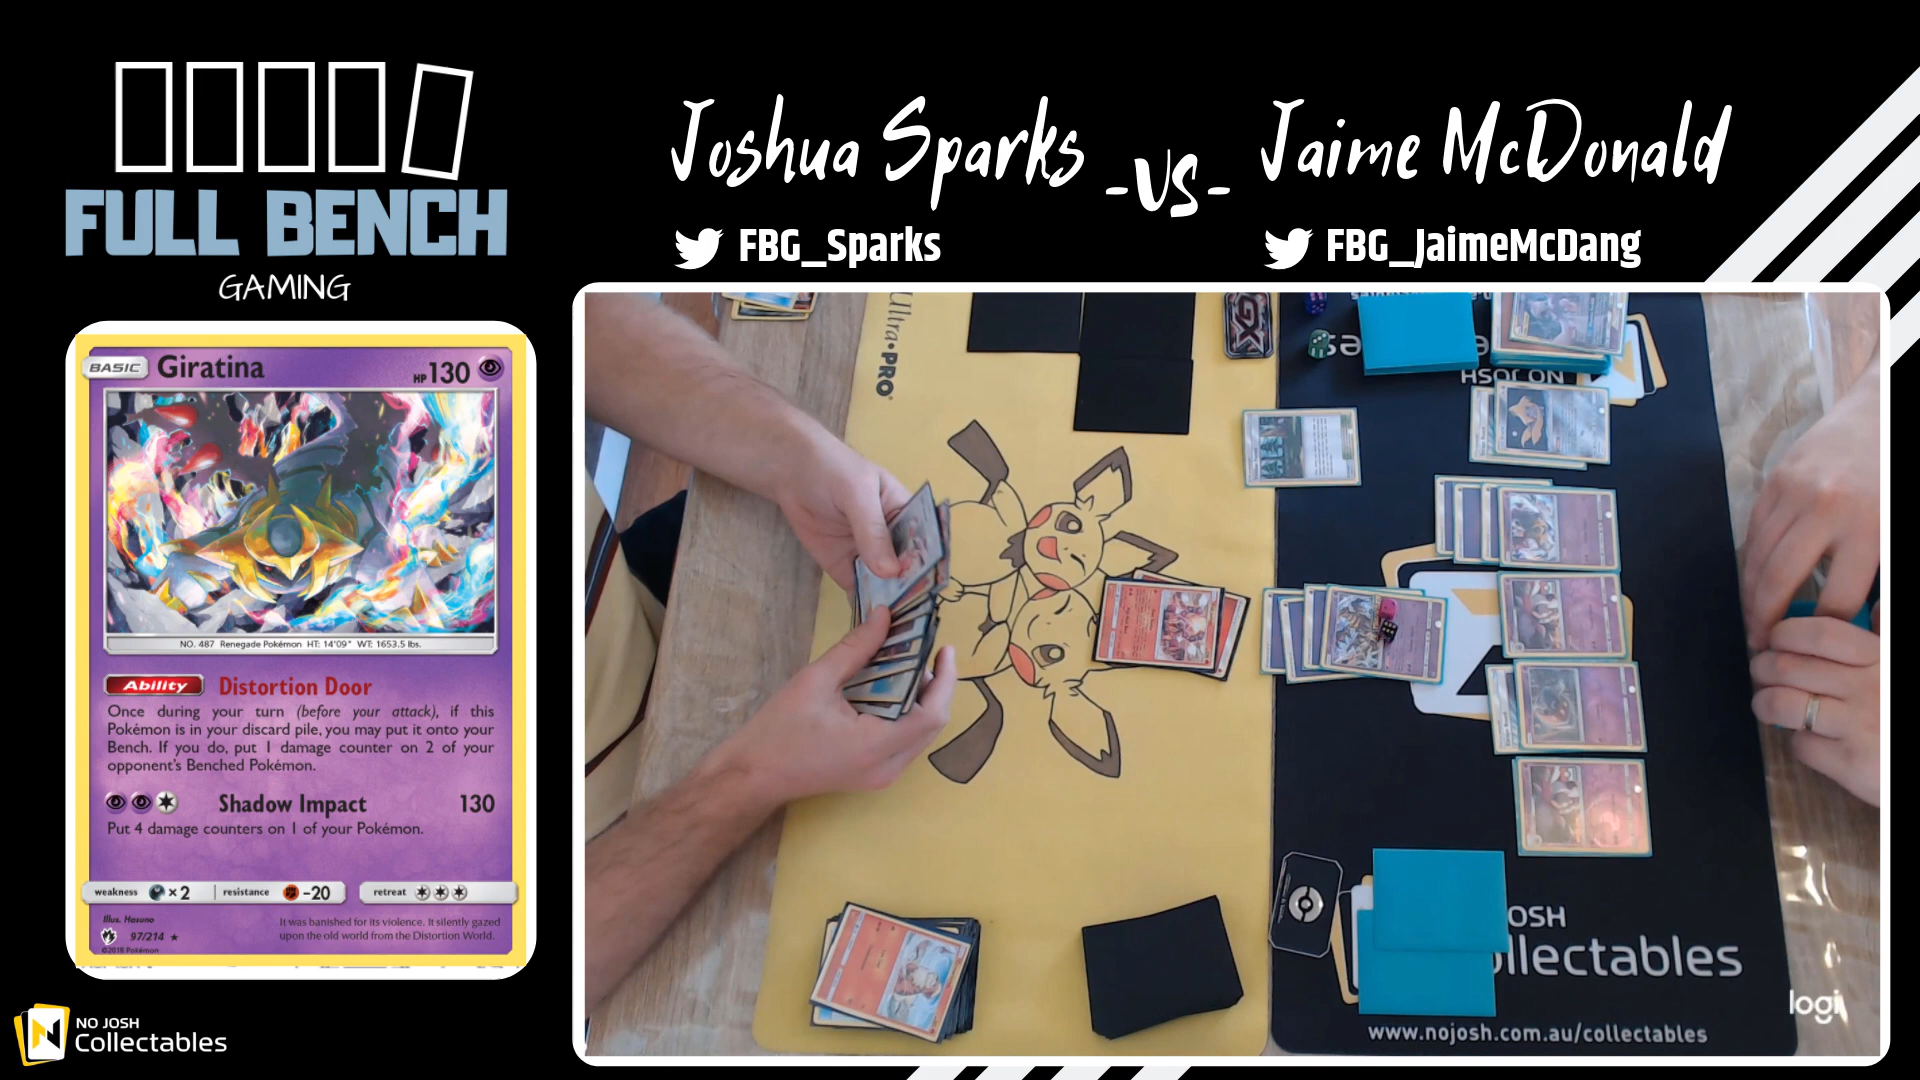 FULL BENCH
GAMING
Joshua Sparks -VS- Jaime McDonald
FBG_Sparks
FBG_JaimeMcDang
BASIC Giratina HP 130
NO. 487 Renegade Pokémon HT: 14'09" WT: 1653.5 lbs.
Ability Distortion Door
Once during your turn (before your attack), if this
Pokémon is in your discard pile, you may put it onto your
Bench. If you do, put 1 damage counter on 2 of your
opponent's Benched Pokémon.
Shadow Impact 130
Put 4 damage counters on 1 of your Pokémon.
weakness ×2 resistance -20 retreat
Illus. Hasuno
97/214 ★
©2018 Pokémon
It was banished for its violence. It silently gazed
upon the old world from the Distortion World.
NO JOSH
Collectables
Ultra•PRO
GX
NO JOSH
OSH
llectables
www.nojosh.com.au/collectables
logi